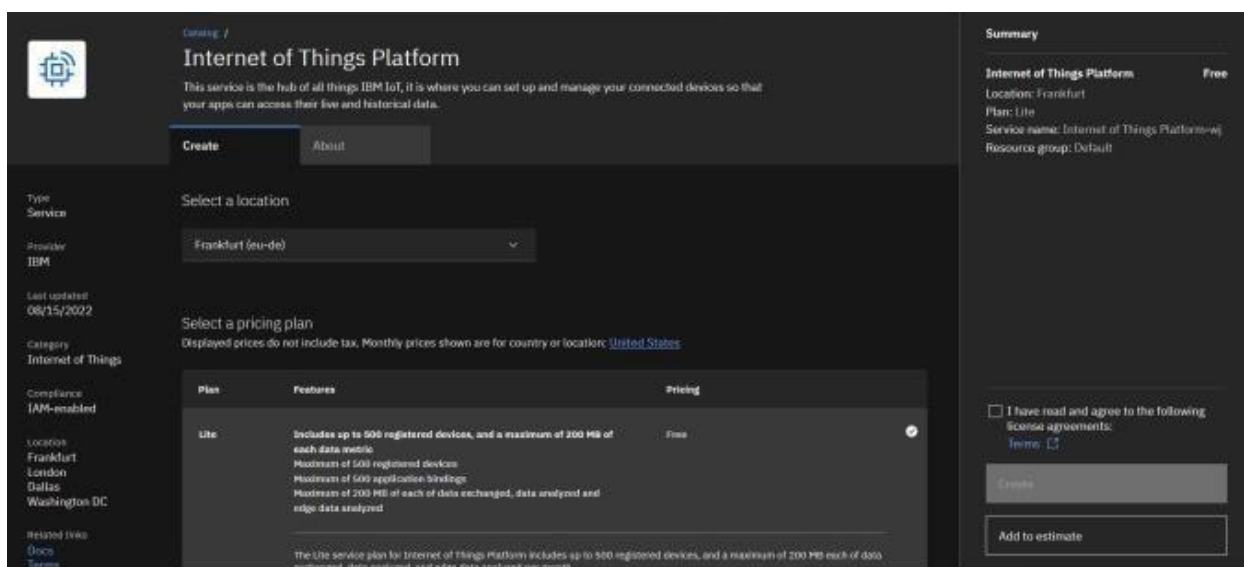 Catalog /
Internet of Things Platform
This service is the hub of all things IBM IoT, it is where you can set up and manage your connected devices so that
your apps can access their live and historical data.
Create
About
Type
Service
Provider
IBM
Last updated
08/15/2022
Category
Internet of Things
Compliance
IAM-enabled
Location
Frankfurt
London
Dallas
Washington DC
Related links
Docs
Terms
Select a location
Frankfurt (eu-de)
Select a pricing plan
Displayed prices do not include tax. Monthly prices shown are for country or location: United States
Plan Features Pricing
Lite
Includes up to 500 registered devices, and a maximum of 200 MB of
each data metric
Maximum of 500 registered devices
Maximum of 500 application bindings
Maximum of 200 MB of each of data exchanged, data analyzed and
edge data analyzed
Free
The Lite service plan for Internet of Things Platform includes up to 500 registered devices, and a maximum of 200 MB each of data
exchanged, data analyzed, and edge data analyzed per month.
Summary
Internet of Things Platform Free
Location: Frankfurt
Plan: Lite
Service name: Internet of Things Platform-wj
Resource group: Default
I have read and agree to the following
license agreements:
Terms
Create
Add to estimate